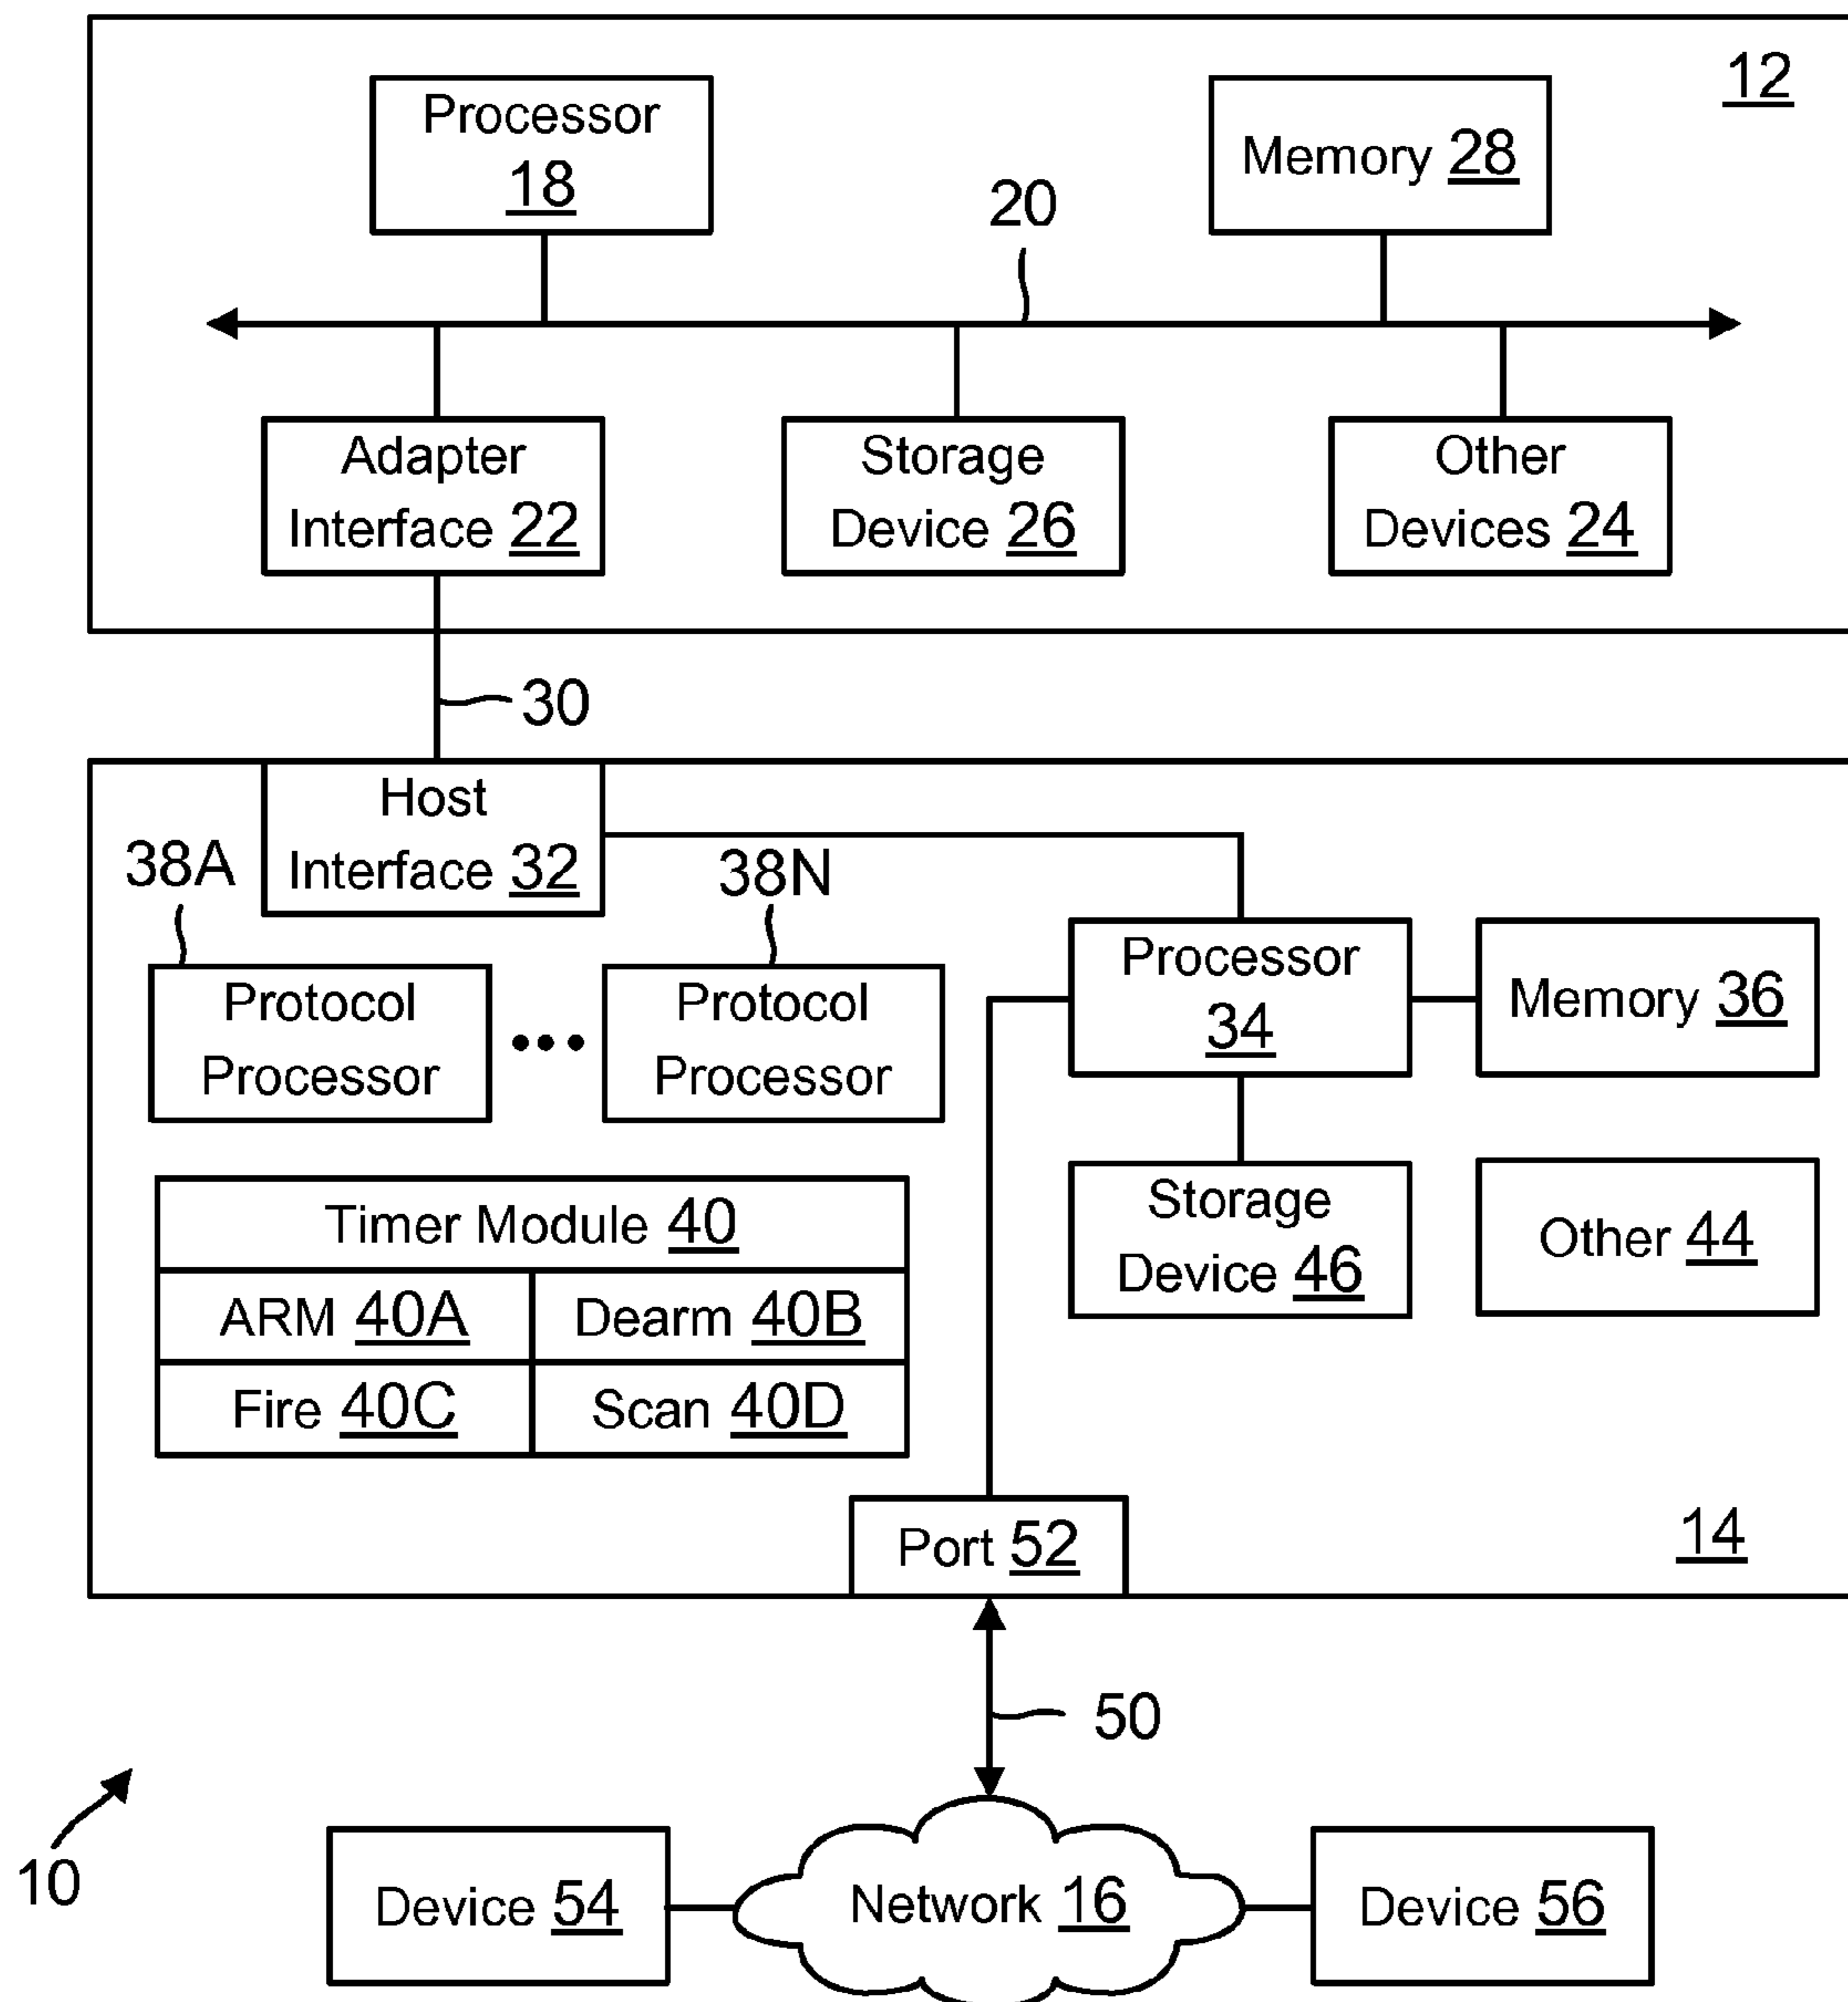 12
Processor
18
Memory 28
20
Adapter
Interface 22
Storage
Device 26
Other
Devices 24
30
Host
Interface 32
38A
38N
Protocol
Processor
•••
Protocol
Processor
Processor
34
Memory 36
Storage
Device 46
Other 44
Timer Module 40
ARM 40A
Dearm 40B
Fire 40C
Scan 40D
Port 52
14
50
10
Device 54
Network 16
Device 56